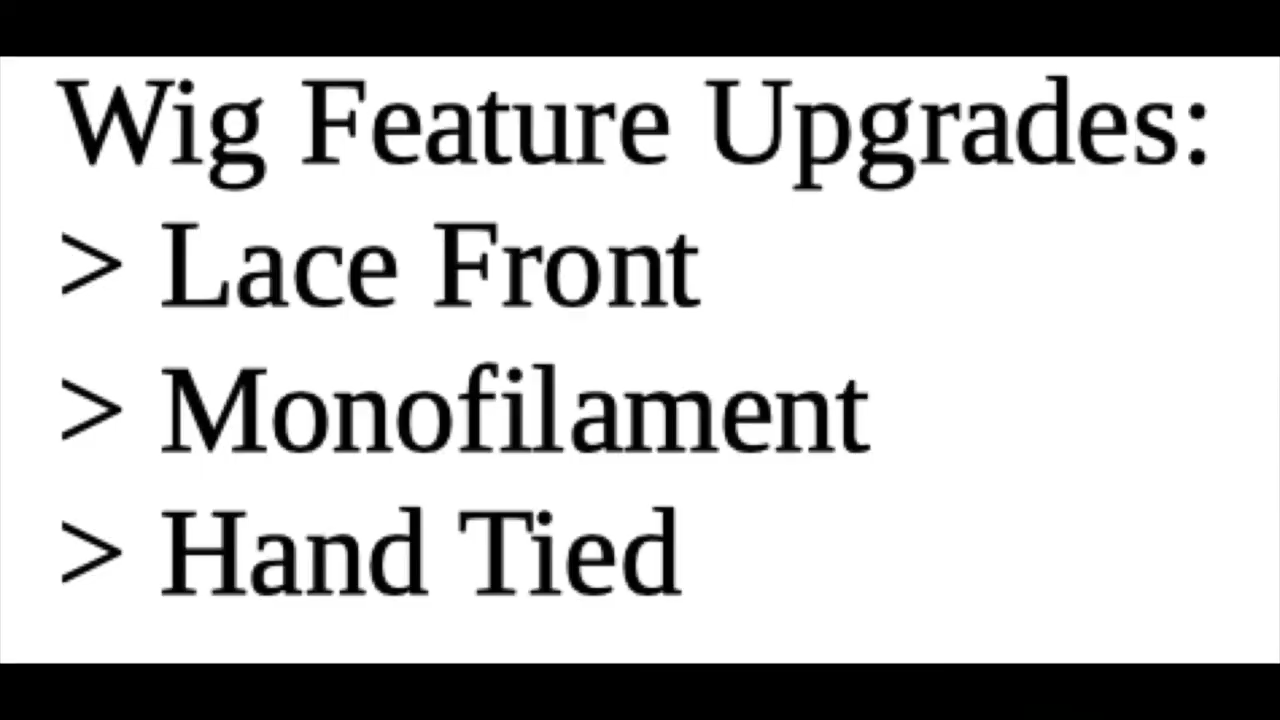 Wig Feature Upgrades:
> Lace Front
> Monofilament
> Hand Tied